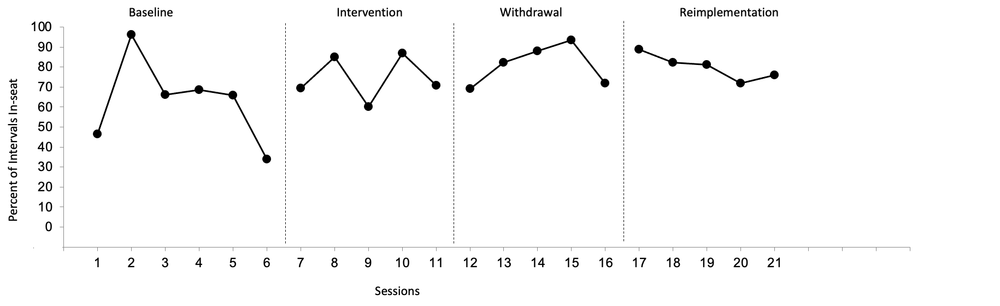 Baseline Intervention Withdrawal Reimplementation
100
90
80
70
60
50
40
30
20
10
0
Percent of Intervals In-seat
1 2 3 4 5 6 7 8 9 10 11 12 13 14 15 16 17 18 19 20 21
Sessions